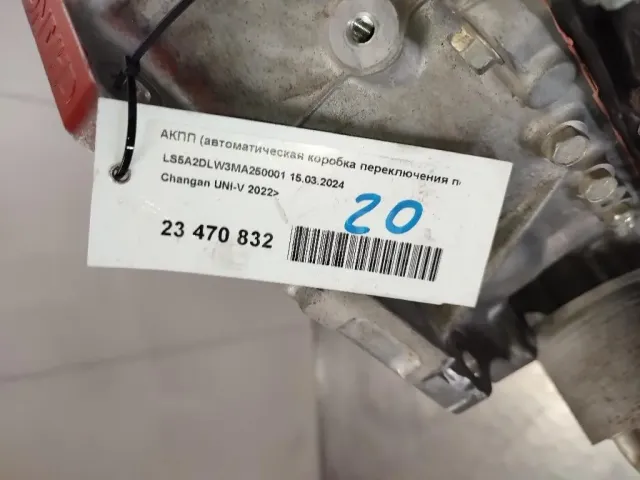 АКПП (автоматическая коробка переключения п
LS5A2DLW3MA250001 15.03.2024
Changan UNI-V 2022>
20
23 470 832